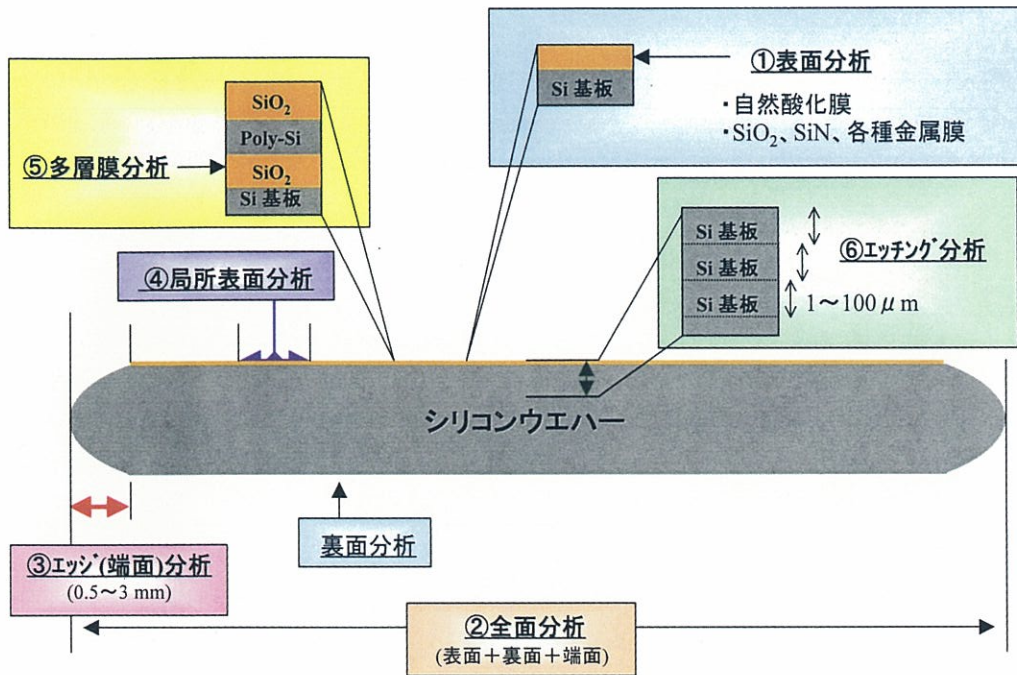 ①表面分析
・自然酸化膜
・SiO₂、SiN、各種金属膜
Si 基板
SiO₂
Poly-Si
SiO₂
Si 基板
⑤多層膜分析
④局所表面分析
Si 基板
Si 基板
Si 基板
⑥ｴｯﾁﾝｸﾞ分析
1～100 μm
シリコンウエハー
裏面分析
③ｴｯｼﾞ(端面)分析
(0.5～3 mm)
②全面分析
(表面＋裏面＋端面)